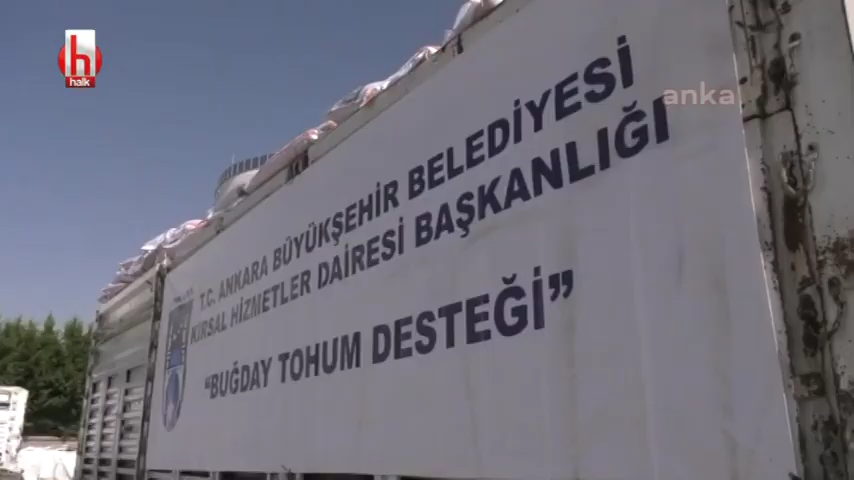 h
halk
anka
T.C. ANKARA BÜYÜKŞEHİR BELEDİYESİ
KIRSAL HİZMETLER DAİRESİ BAŞKANLIĞI
“BUĞDAY TOHUM DESTEĞİ”